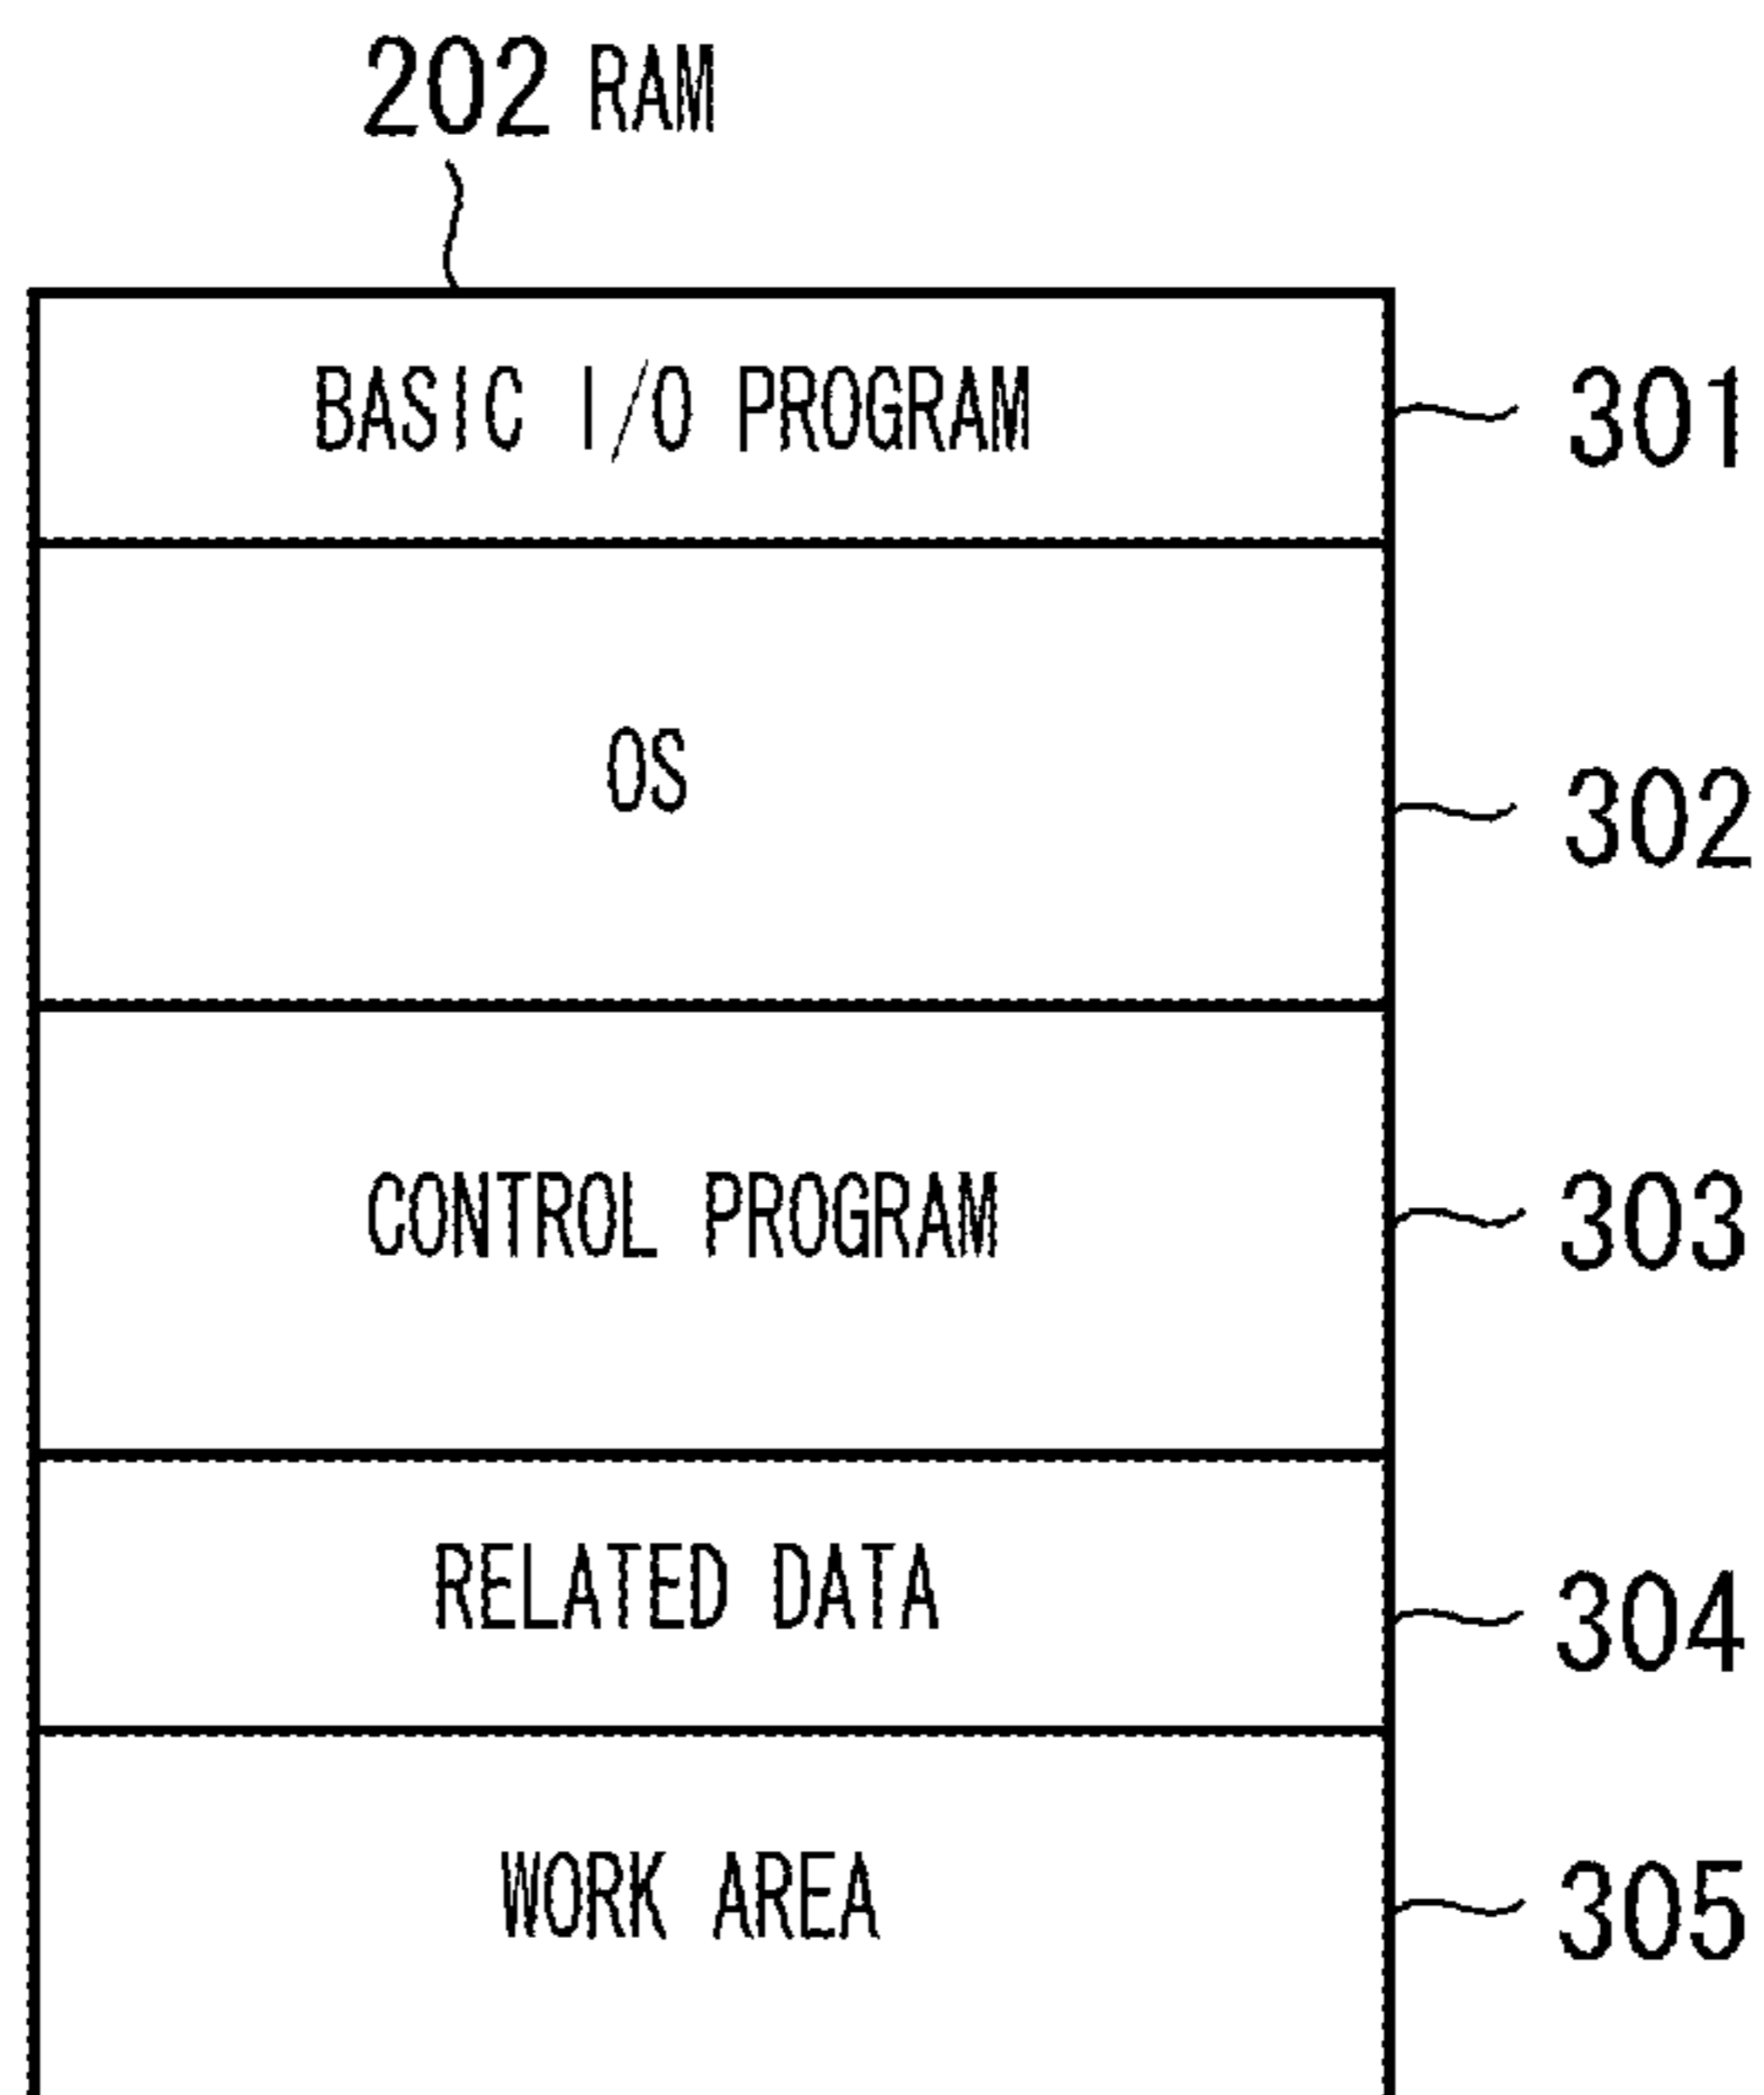 202 RAM
BASIC I/O PROGRAM
301
OS
302
CONTROL PROGRAM
303
RELATED DATA
304
WORK AREA
305